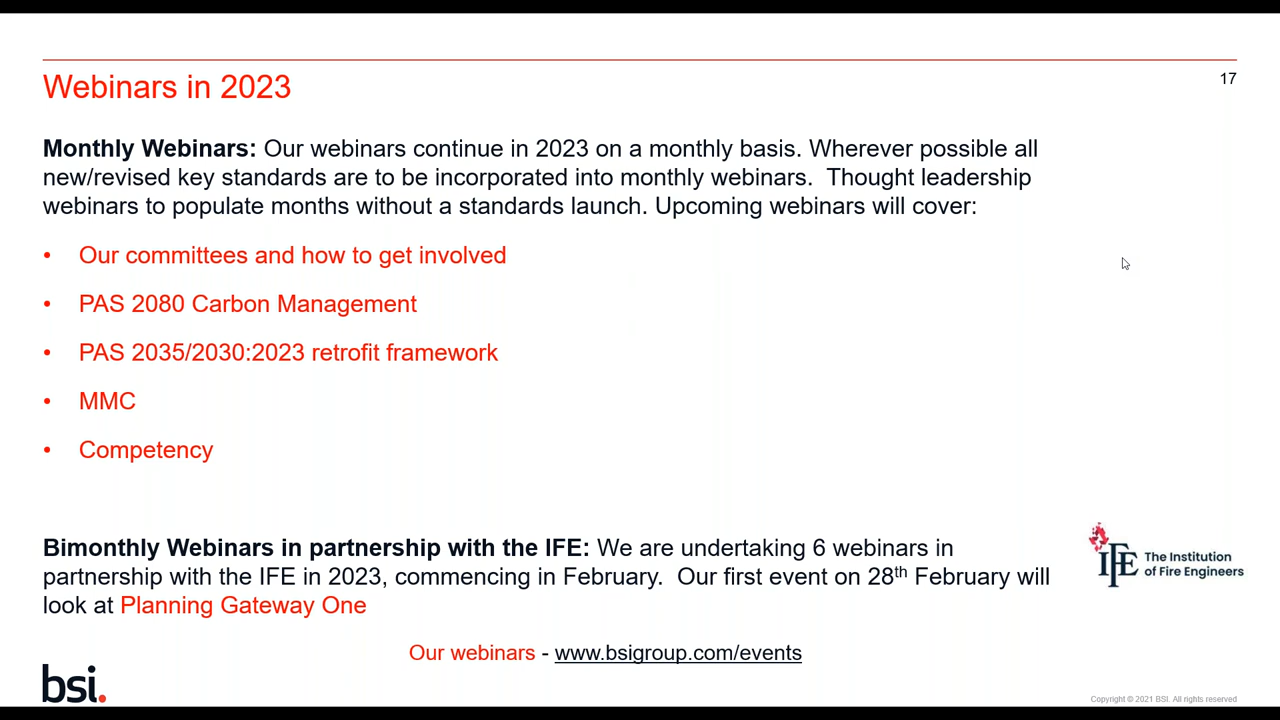 Webinars in 2023
17
Monthly Webinars: Our webinars continue in 2023 on a monthly basis. Wherever possible all
new/revised key standards are to be incorporated into monthly webinars.  Thought leadership
webinars to populate months without a standards launch. Upcoming webinars will cover:
• Our committees and how to get involved
• PAS 2080 Carbon Management
• PAS 2035/2030:2023 retrofit framework
• MMC
• Competency
Bimonthly Webinars in partnership with the IFE: We are undertaking 6 webinars in
partnership with the IFE in 2023, commencing in February.  Our first event on 28th February will
look at Planning Gateway One
IFE
The Institution
of Fire Engineers
Our webinars - www.bsigroup.com/events
bsi.
Copyright © 2021 BSI. All rights reserved